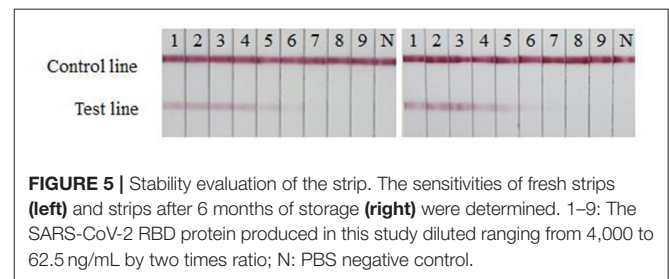 1 2 3 4 5 6 7 8 9 N 1 2 3 4 5 6 7 8 9 N
Control line
Test line
FIGURE 5 | Stability evaluation of the strip. The sensitivities of fresh strips
(left) and strips after 6 months of storage (right) were determined. 1–9: The
SARS-CoV-2 RBD protein produced in this study diluted ranging from 4,000 to
62.5 ng/mL by two times ratio; N: PBS negative control.